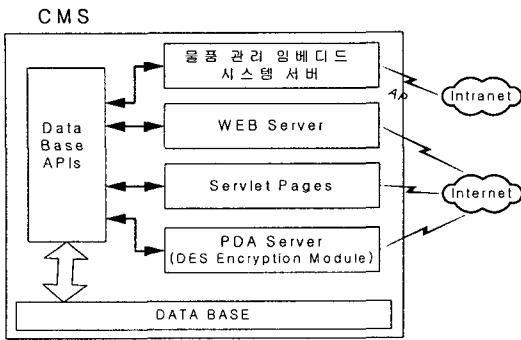 CMS
물품 관리 임베디드
시스템 서버
Data
Base
APIs
WEB Server
Servlet Pages
PDA Server
(DES Encryption Module)
DATA BASE
Intranet
Internet